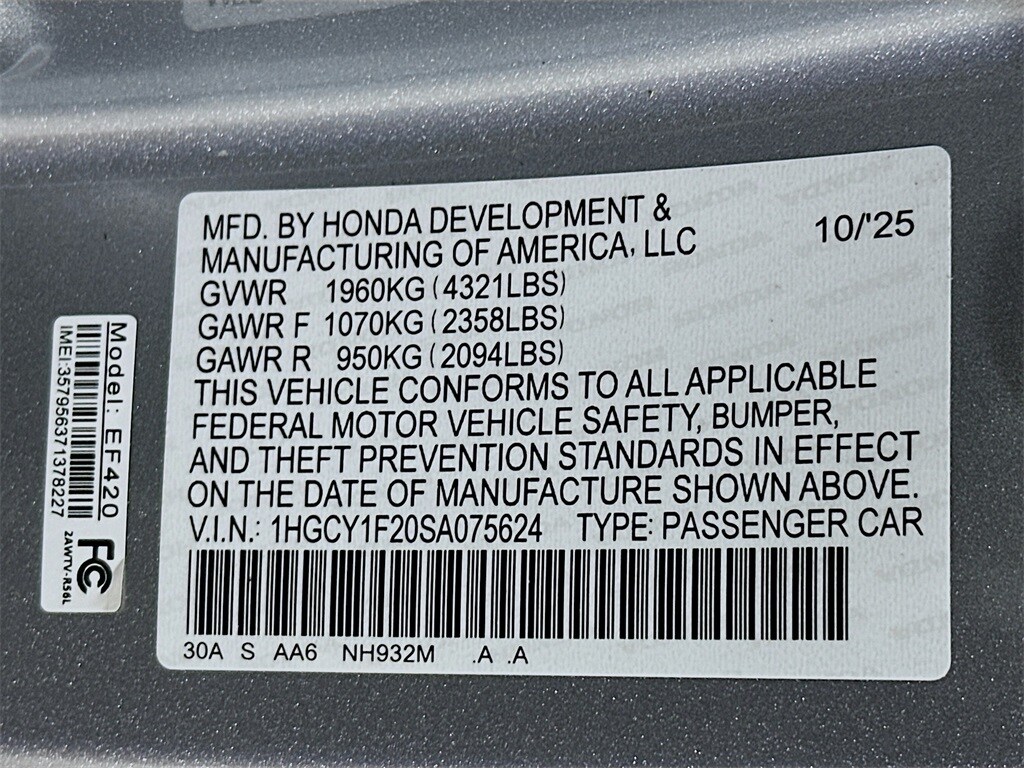 MFD. BY HONDA DEVELOPMENT &
MANUFACTURING OF AMERICA, LLC
10/'25
GVWR 1960KG (4321LBS)
GAWR F 1070KG (2358LBS)
GAWR R 950KG (2094LBS)
THIS VEHICLE CONFORMS TO ALL APPLICABLE
FEDERAL MOTOR VEHICLE SAFETY, BUMPER,
AND THEFT PREVENTION STANDARDS IN EFFECT
ON THE DATE OF MANUFACTURE SHOWN ABOVE.
V.I.N.: 1HGCY1F20SA075624 TYPE: PASSENGER CAR
30A S AA6 NH932M .A .A
Model: EF420
IMEI:357956371378227
FC
2AWTV-R56L